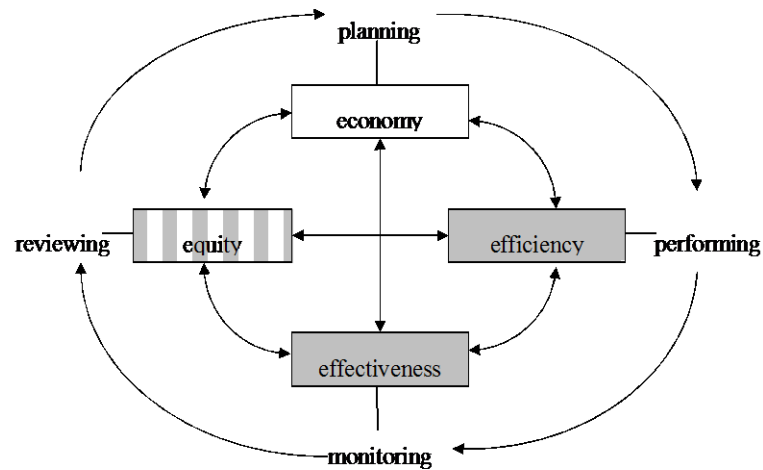 planning
economy
reviewing
equity
efficiency
performing
effectiveness
monitoring